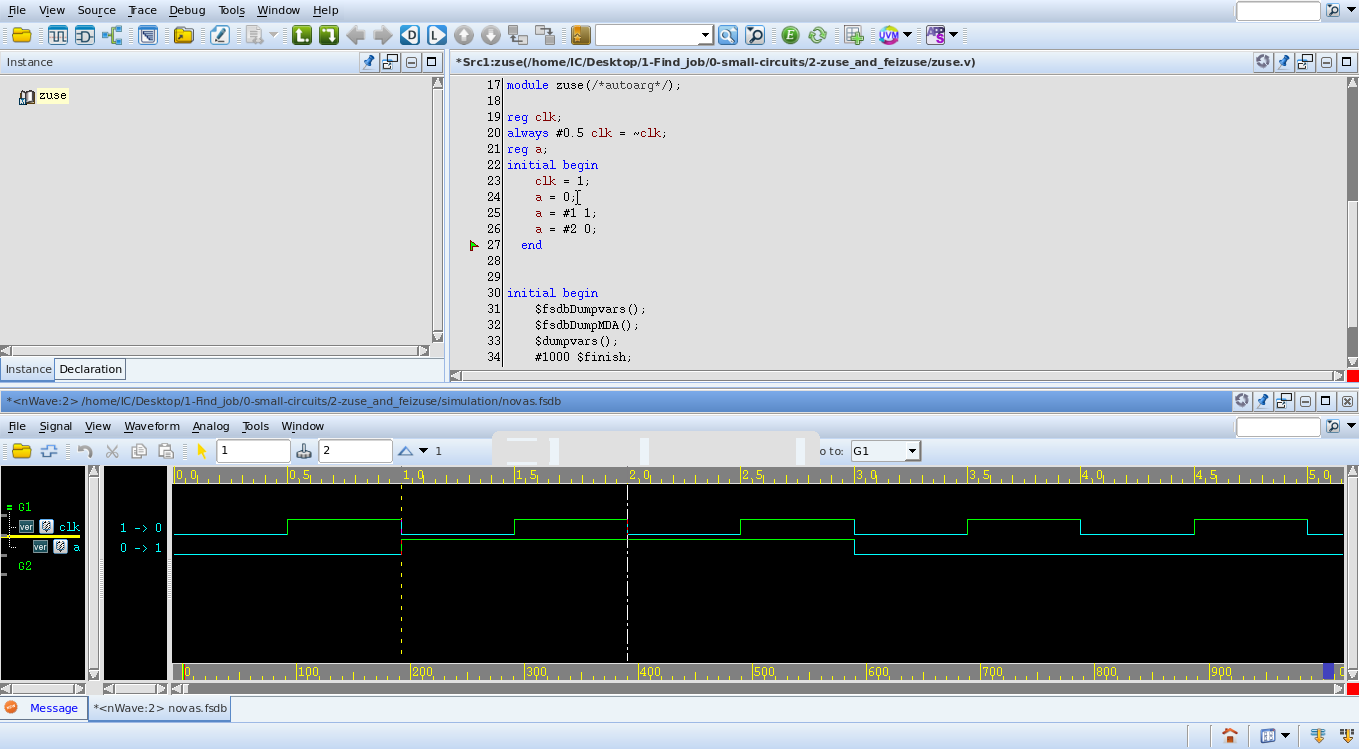 File View Source Trace Debug Tools Window Help
Instance
*Src1:zuse(/home/IC/Desktop/1-Find_job/0-small-circuits/2-zuse_and_feizuse/zuse.v)
zuse
17 module zuse(/*autoarg*/);
18
19 reg clk;
20 always #0.5 clk = ~clk;
21 reg a;
22 initial begin
23 clk = 1;
24 a = 0;
25 a = #1 1;
26 a = #2 0;
27 end
28
29
30 initial begin
31 $fsdbDumpvars();
32 $fsdbDumpMDA();
33 $dumpvars();
34 #1000 $finish;
Instance Declaration
*<nWave:2> /home/IC/Desktop/1-Find_job/0-small-circuits/2-zuse_and_feizuse/simulation/novas.fsdb
File Signal View Waveform Analog Tools Window
1 2 1 o to: G1
0,0 0,5 1,0 1,5 2,0 2,5 3,0 3,5 4,0 4,5 5,0
G1
ver clk 1 -> 0
ver a 0 -> 1
G2
0 100 200 300 400 500 600 700 800 900
Message *<nWave:2> novas.fsdb